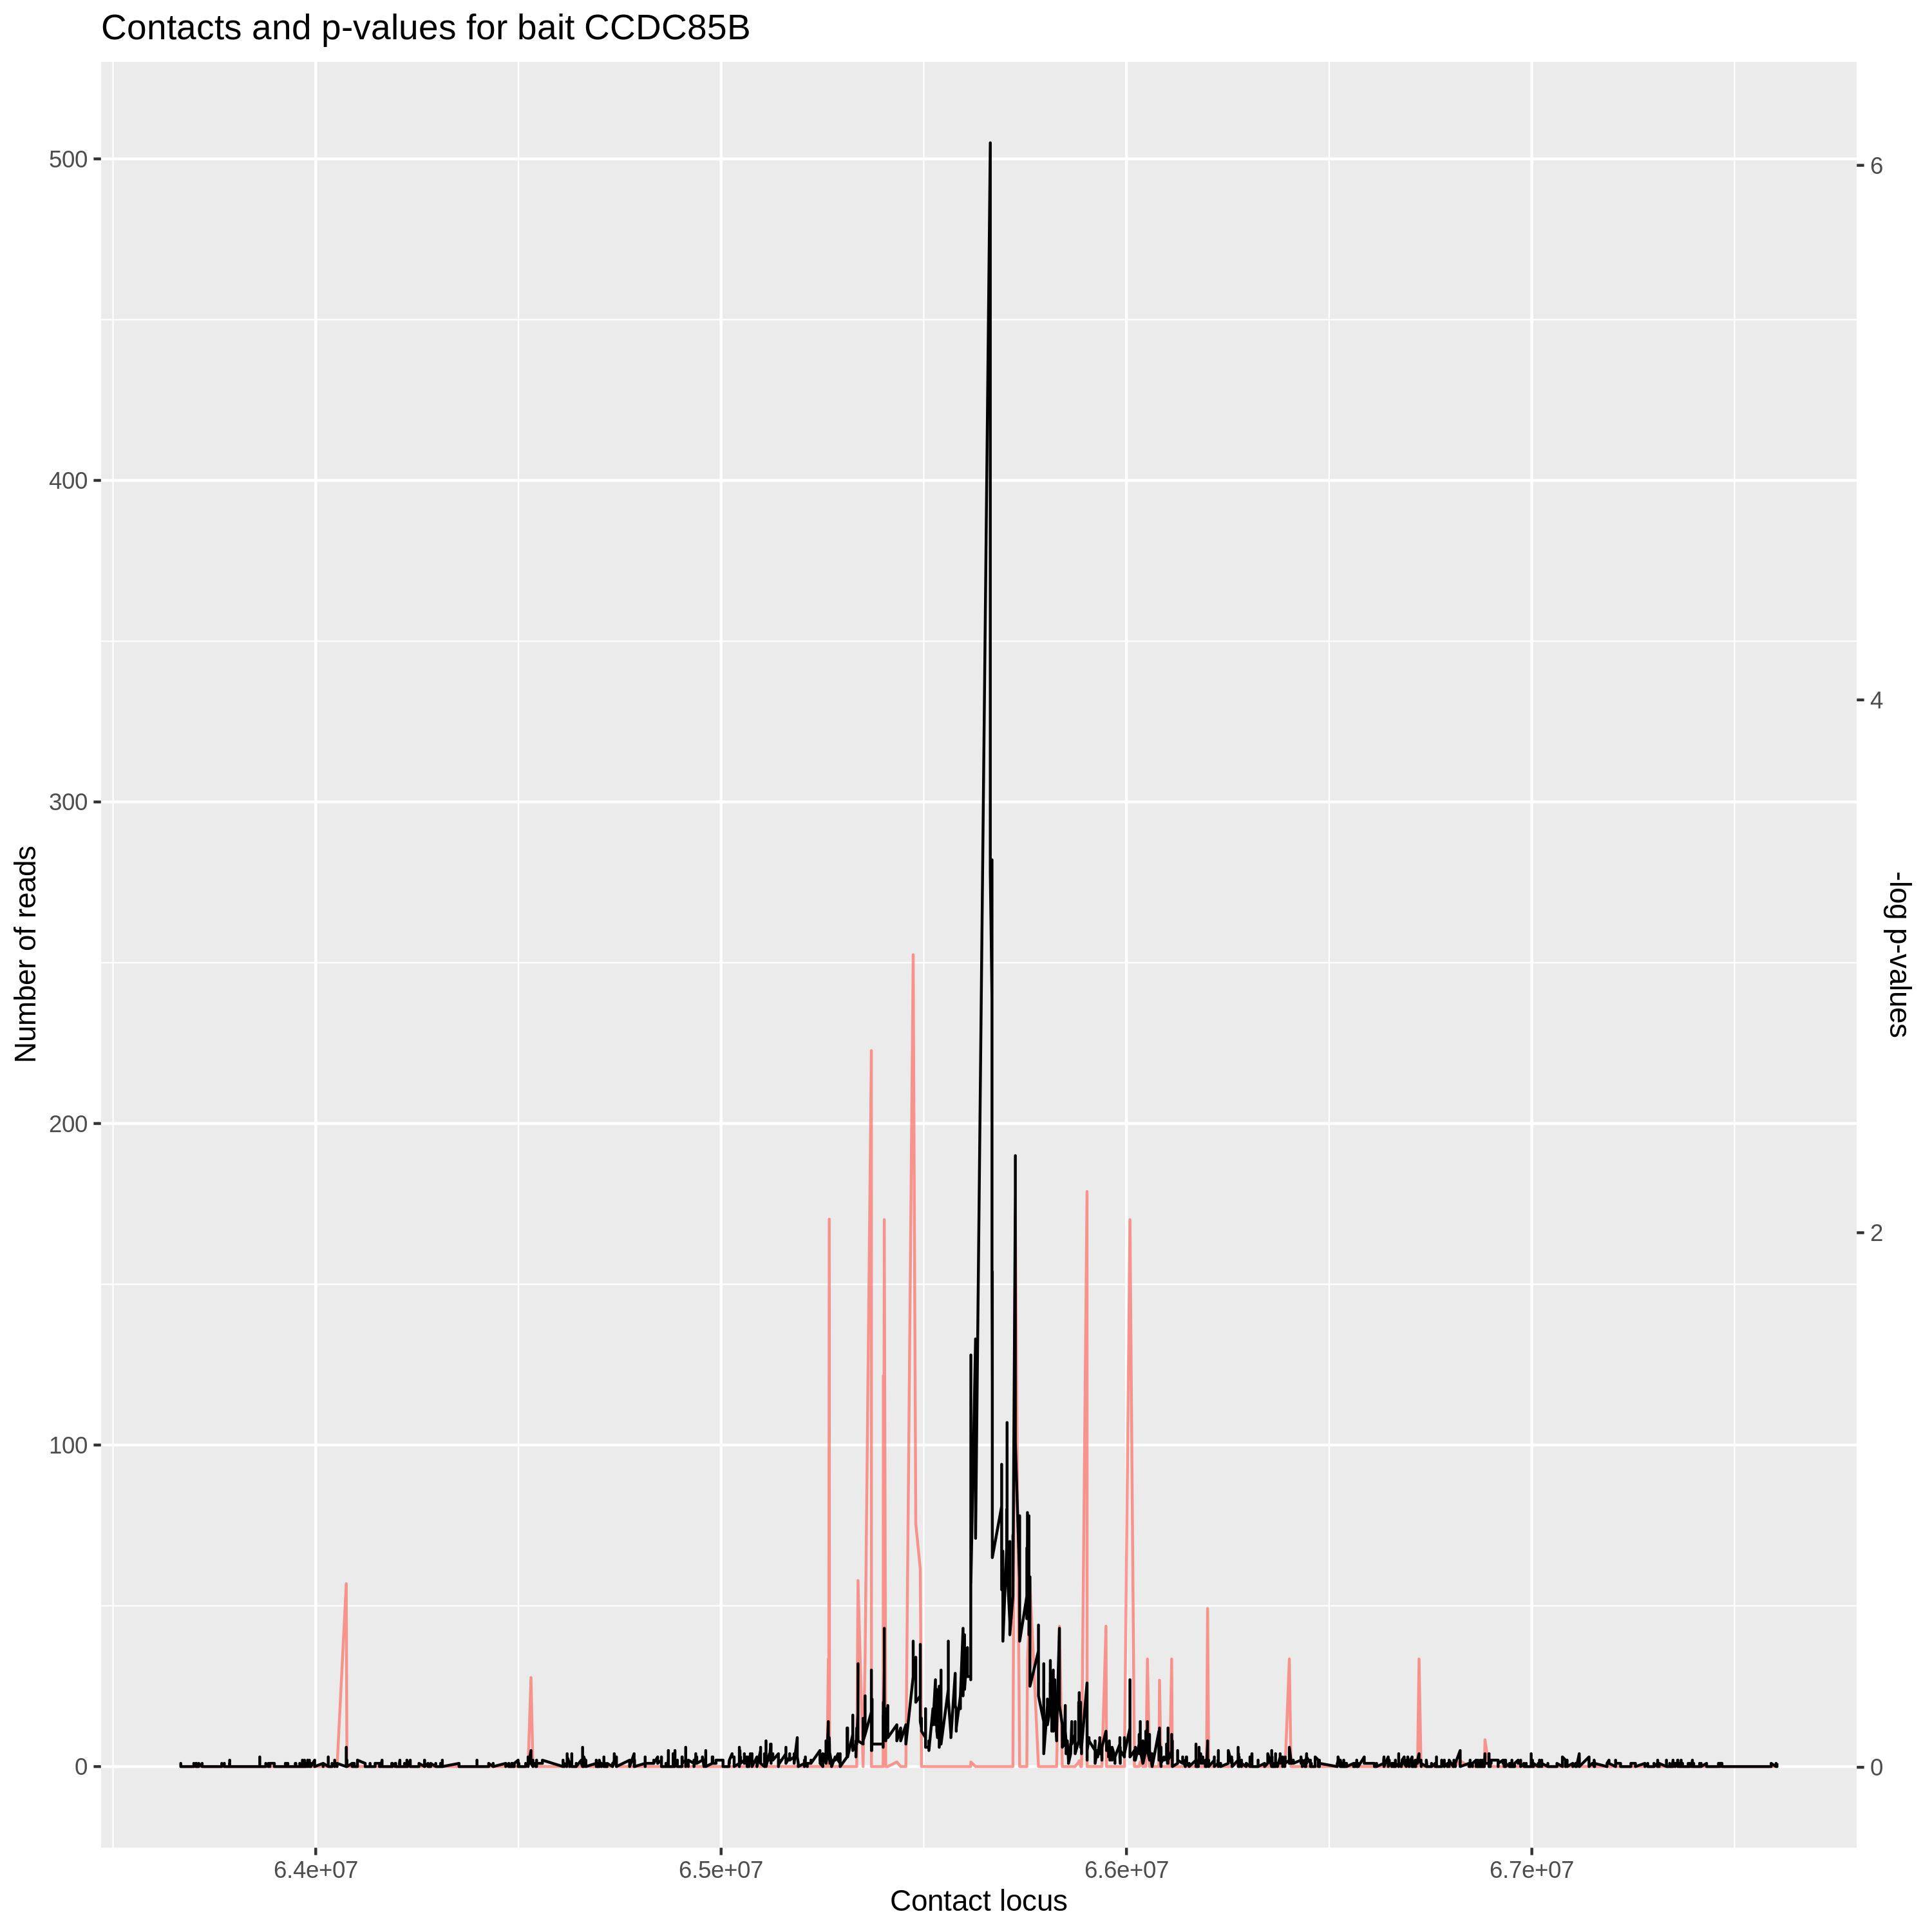 Contacts and p-values for bait CCDC85B
500
400
300
200
100
0
Number of reads
6
4
2
0
-log p-values
6.4e+07
6.5e+07
6.6e+07
6.7e+07
Contact locus